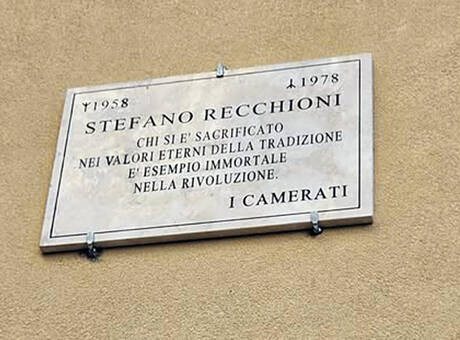 ᛉ1958 ᛣ1978
STEFANO RECCHIONI
CHI SI E' SACRIFICATO
NEI VALORI ETERNI DELLA TRADIZIONE
E' ESEMPIO IMMORTALE
NELLA RIVOLUZIONE.
I CAMERATI